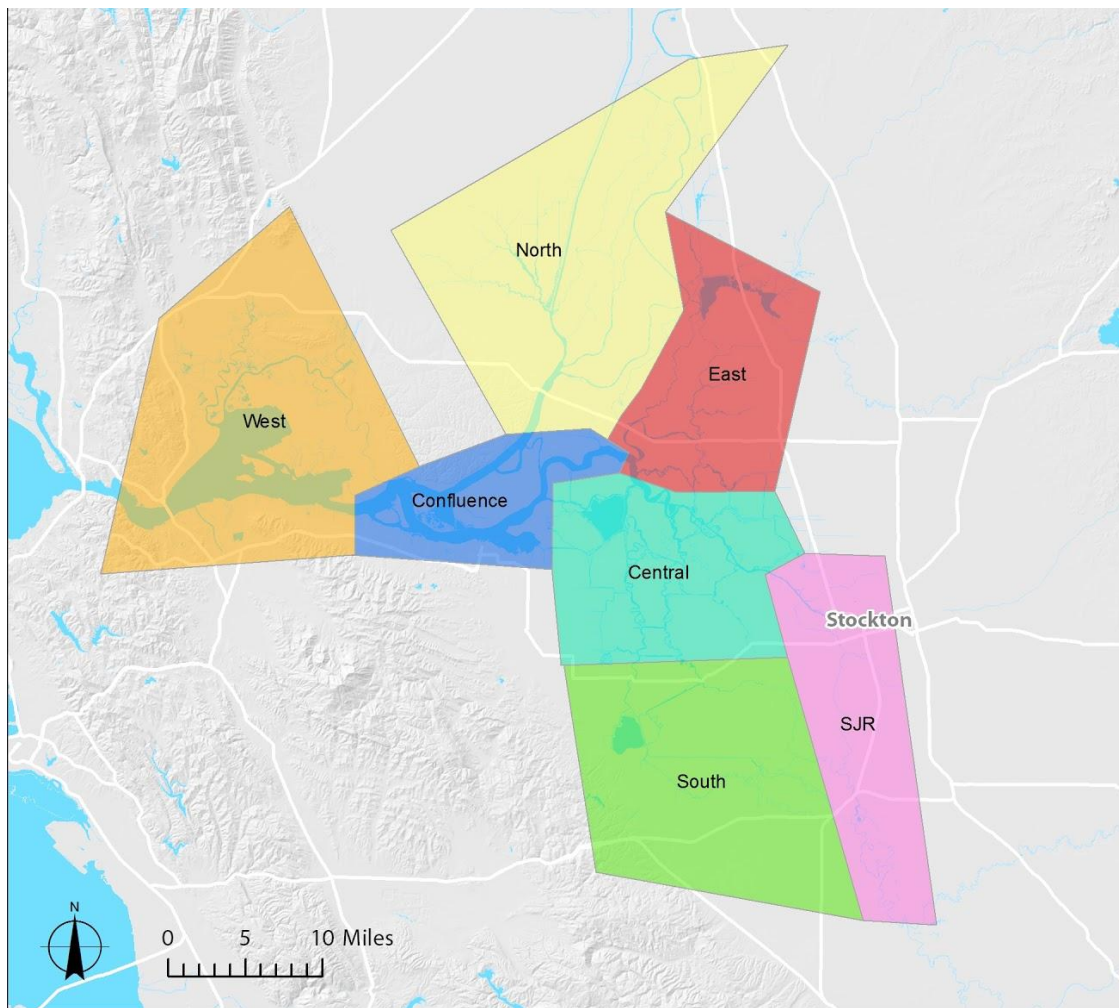 North
East
West
Confluence
Central
Stockton
SJR
South
N
0 5 10 Miles